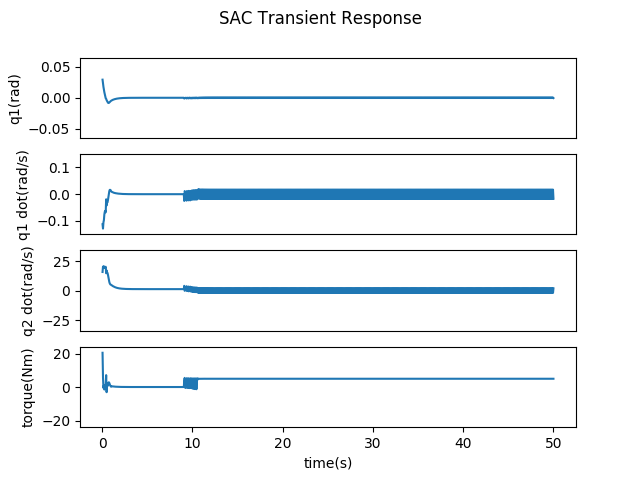 SAC Transient Response
0.05
0.00
−0.05
q1(rad)
0.1
0.0
−0.1
q1 dot(rad/s)
25
0
−25
q2 dot(rad/s)
20
0
−20
torque(Nm)
0 10 20 30 40 50
time(s)